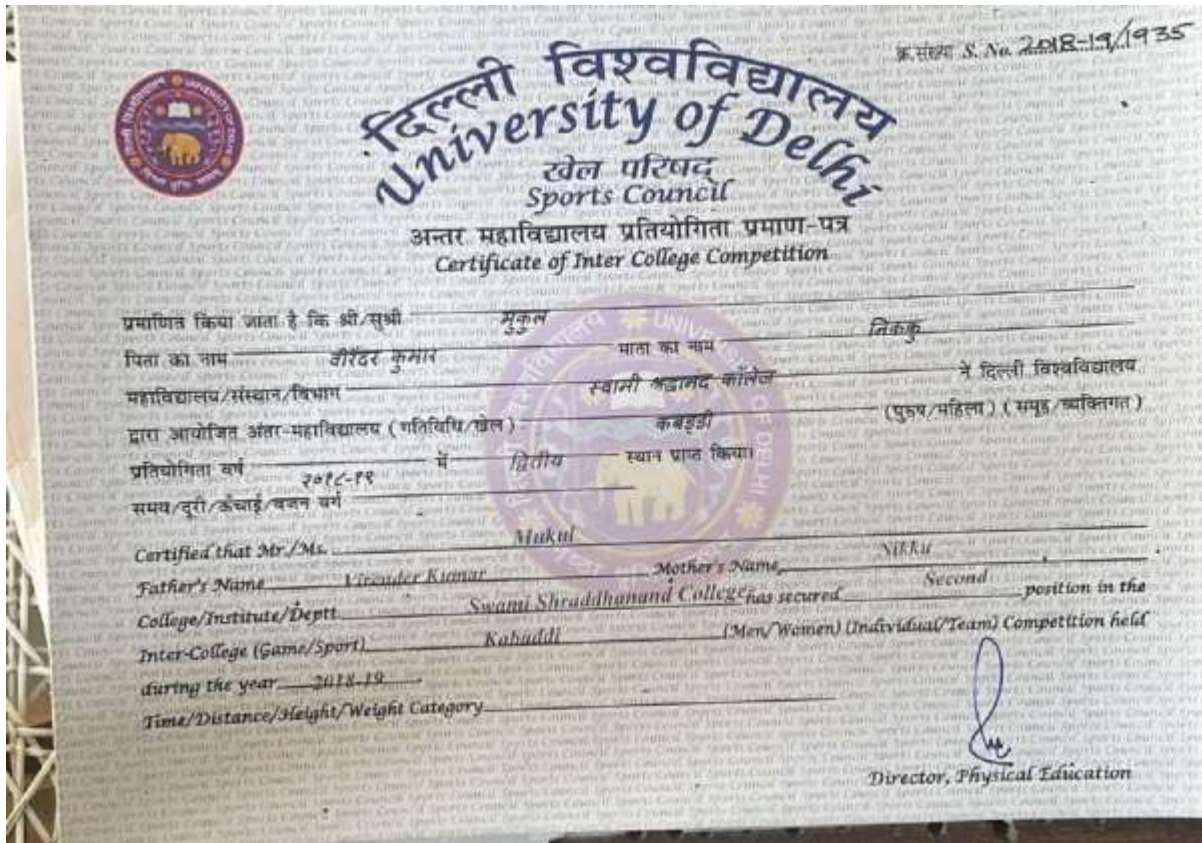 क्र.संख्या S. No. 2018-19/1935
दिल्ली विश्वविद्यालय
University of Delhi
खेल परिषद्
Sports Council
अन्तर महाविद्यालय प्रतियोगिता प्रमाण-पत्र
Certificate of Inter College Competition
प्रमाणित किया जाता है कि श्री/सुश्री मुकुल
पिता का नाम वीरेंदर कुमार माता का नाम निक्कु
महाविद्यालय/संस्थान/विभाग स्वामी श्रद्धानंद कॉलेज ने दिल्ली विश्वविद्यालय
द्वारा आयोजित अंतर-महाविद्यालय (गतिविधि/खेल) कबड्डी (पुरुष/महिला) (समूह/व्यक्तिगत)
प्रतियोगिता वर्ष २०१८-१९ में द्वितीय स्थान प्राप्त किया।
समय/दूरी/ऊँचाई/वजन वर्ग
Certified that Mr./Ms. Mukul
Father's Name Virender Kumar Mother's Name Nikku
College/Institute/Deptt. Swami Shraddhanand College has secured Second position in the
Inter-College (Game/Sport) Kabaddi (Men/Women) (Individual/Team) Competition held
during the year 2018-19
Time/Distance/Height/Weight Category
Director, Physical Education